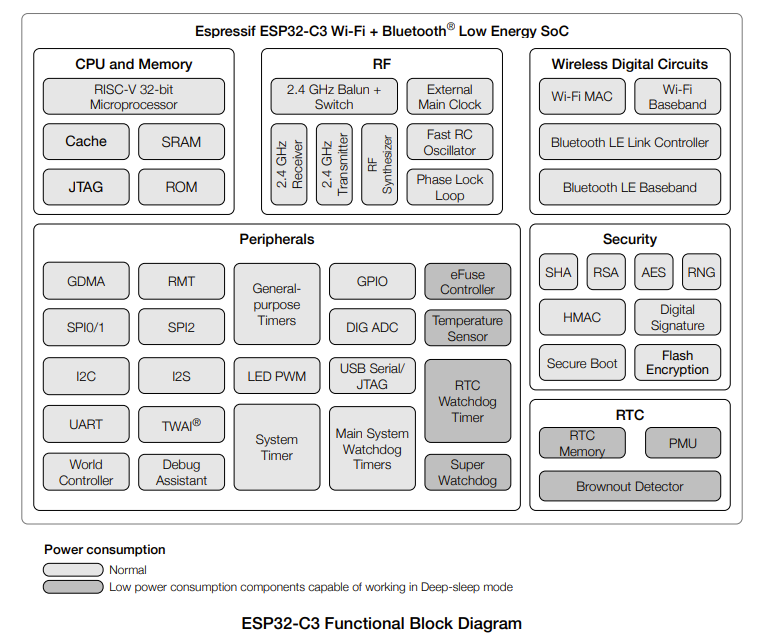 Espressif ESP32-C3 Wi-Fi + Bluetooth® Low Energy SoC
CPU and Memory
RISC-V 32-bit
Microprocessor
Cache
SRAM
JTAG
ROM
RF
2.4 GHz Balun +
Switch
External
Main Clock
2.4 GHz
Receiver
2.4 GHz
Transmitter
RF
Synthesizer
Fast RC
Oscillator
Phase Lock
Loop
Wireless Digital Circuits
Wi-Fi MAC
Wi-Fi
Baseband
Bluetooth LE Link Controller
Bluetooth LE Baseband
Peripherals
GDMA
RMT
General-
purpose
Timers
GPIO
eFuse
Controller
SPI0/1
SPI2
DIG ADC
Temperature
Sensor
I2C
I2S
LED PWM
USB Serial/
JTAG
RTC
Watchdog
Timer
UART
TWAI®
System
Timer
Main System
Watchdog
Timers
World
Controller
Debug
Assistant
Super
Watchdog
Security
SHA
RSA
AES
RNG
HMAC
Digital
Signature
Secure Boot
Flash
Encryption
RTC
RTC
Memory
PMU
Brownout Detector
Power consumption
Normal
Low power consumption components capable of working in Deep-sleep mode
ESP32-C3 Functional Block Diagram